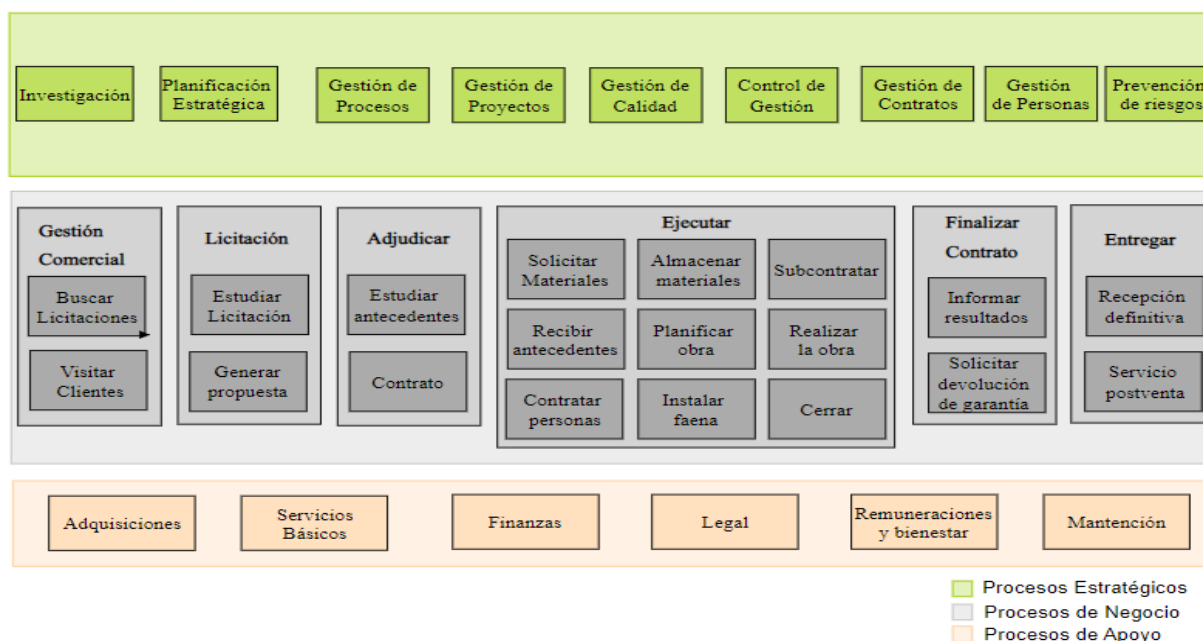 Investigación
Planificación
Estratégica
Gestión de
Procesos
Gestión de
Proyectos
Gestión de
Calidad
Control de
Gestión
Gestión de
Contratos
Gestión
de Personas
Prevención
de riesgos
Gestión
Comercial
Buscar
Licitaciones
Visitar
Clientes
Licitación
Estudiar
Licitación
Generar
propuesta
Adjudicar
Estudiar
antecedentes
Contrato
Ejecutar
Solicitar
Materiales
Almacenar
materiales
Subcontratar
Recibir
antecedentes
Planificar
obra
Realizar
la obra
Contratar
personas
Instalar
faena
Cerrar
Finalizar
Contrato
Informar
resultados
Solicitar
devolución
de garantía
Entregar
Recepción
definitiva
Servicio
postventa
Adquisiciones
Servicios
Básicos
Finanzas
Legal
Remuneraciones
y bienestar
Mantención
Procesos Estratégicos
Procesos de Negocio
Procesos de Apoyo